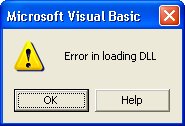 Microsoft Visual Basic
Error in loading DLL
OK Help